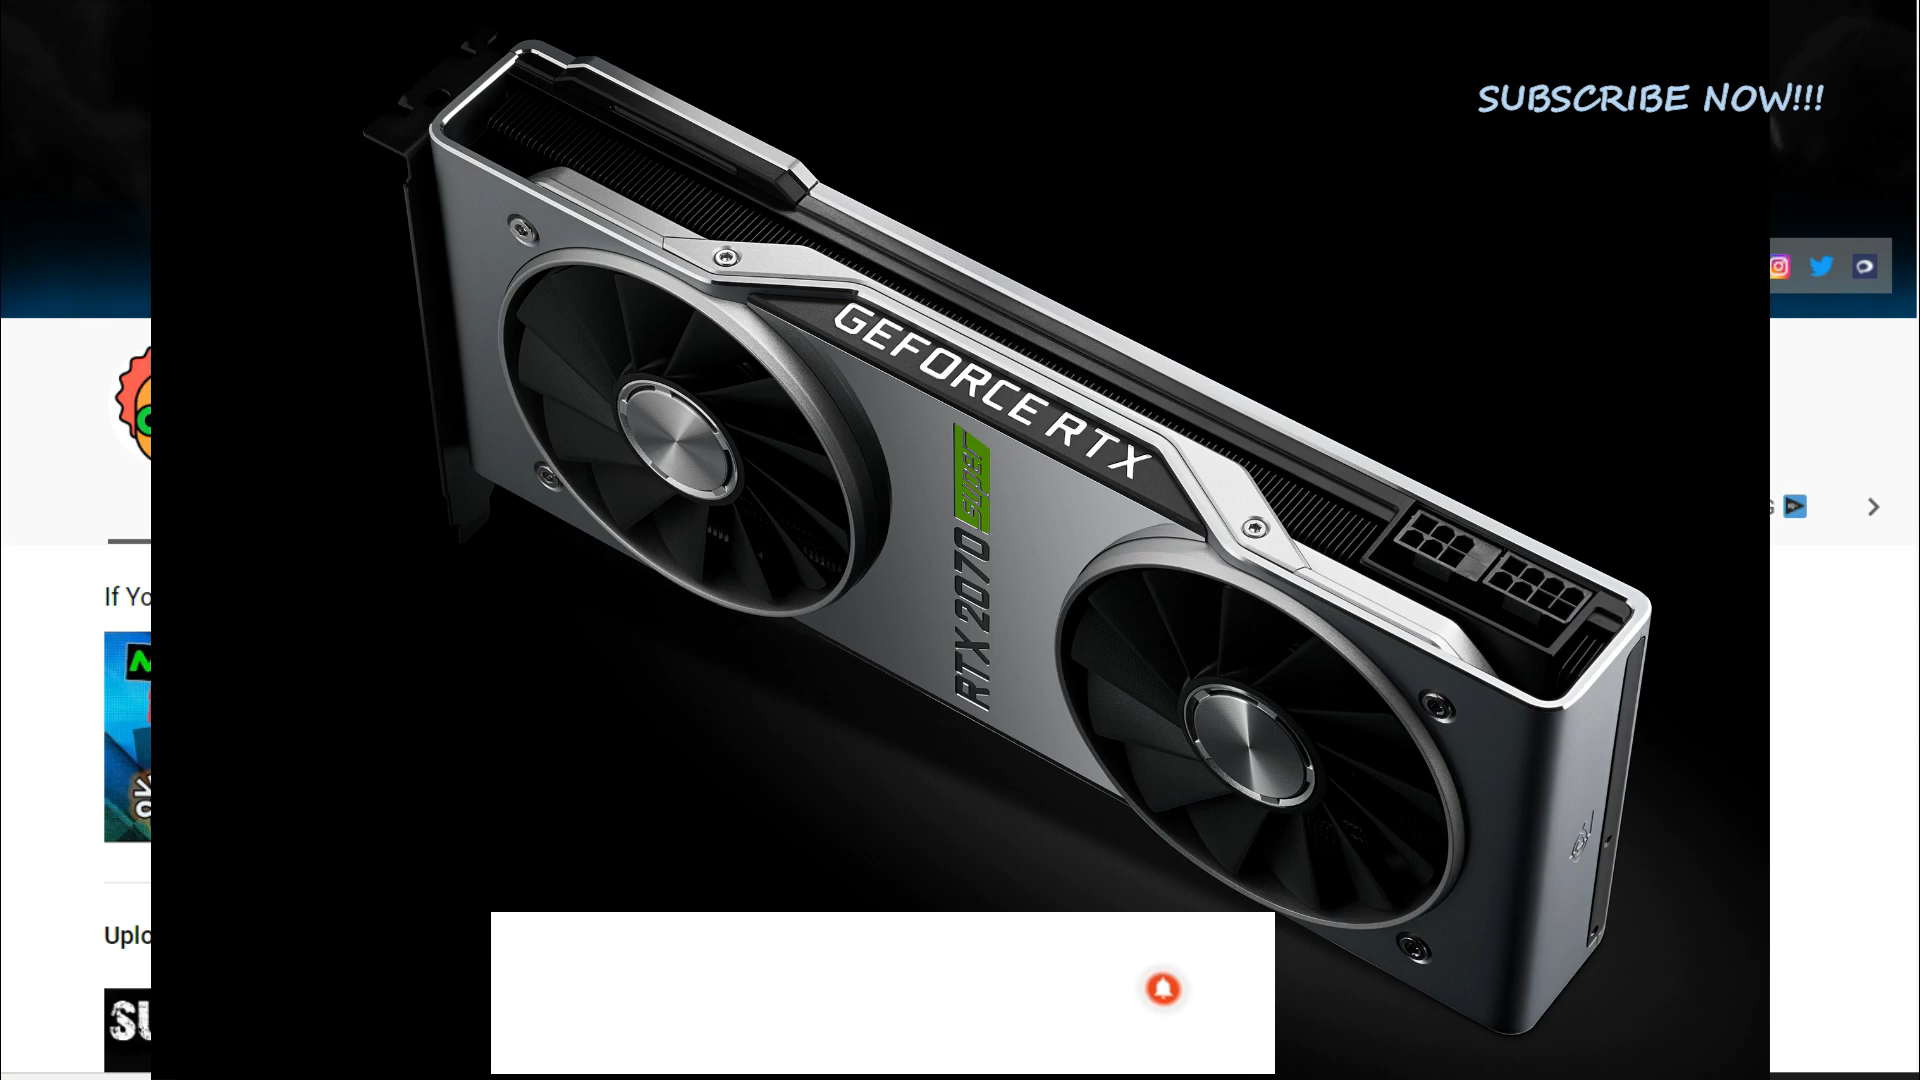 SUBSCRIBE NOW!!!
GEFORCE RTX
RTX 2070 super
If Yo
Uplo
SU